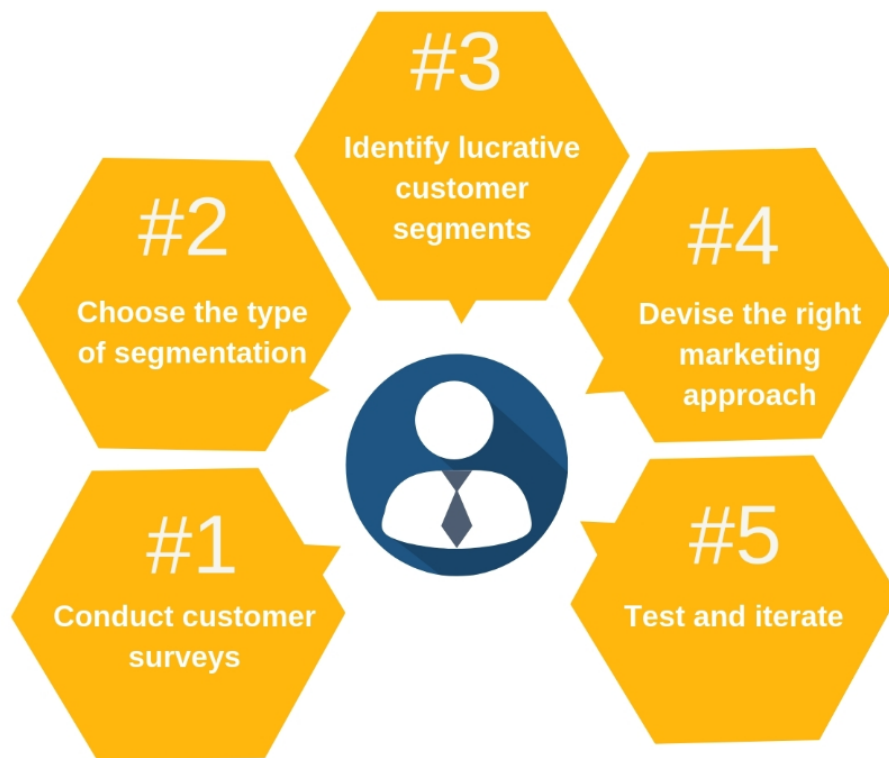 #1
Conduct customer
surveys
#2
Choose the type
of segmentation
#3
Identify lucrative
customer
segments
#4
Devise the right
marketing
approach
#5
Test and iterate